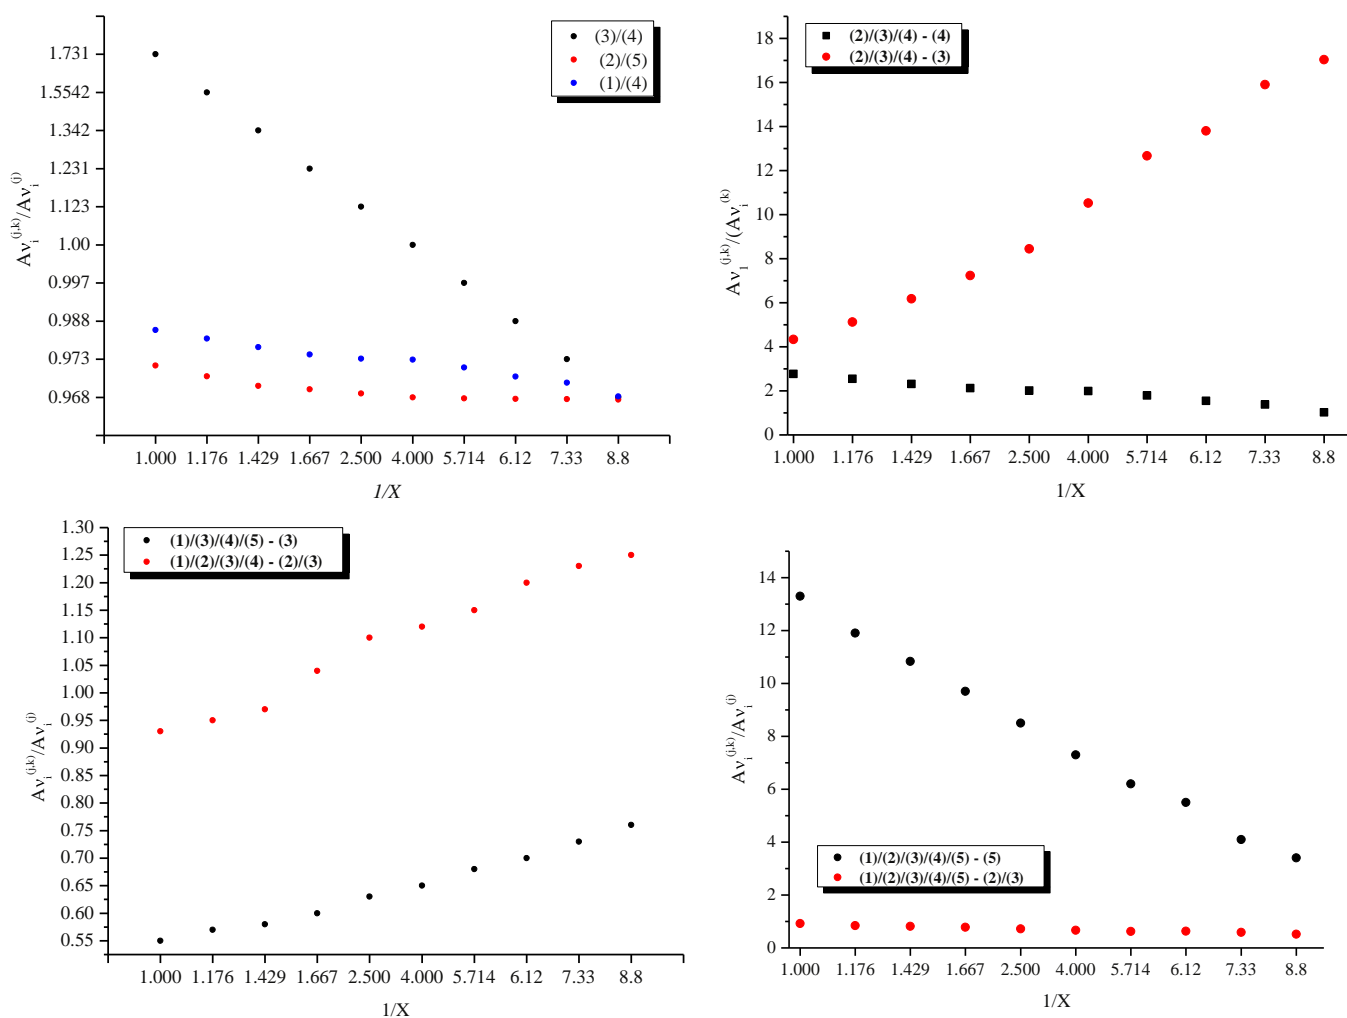 (3)/(4)
(2)/(5)
(1)/(4)
1.731
1.5542
1.342
1.231
1.123
1.00
0.997
0.988
0.973
0.968
Aν_i^(j,k)/Aν_i^(j)
1.000 1.176 1.429 1.667 2.500 4.000 5.714 6.12 7.33 8.8
1/X
(2)/(3)/(4) - (4)
(2)/(3)/(4) - (3)
18
16
14
12
10
8
6
4
2
0
Aν_1^(j,k)/(Aν_i^(k)
1.000 1.176 1.429 1.667 2.500 4.000 5.714 6.12 7.33 8.8
1/X
(1)/(3)/(4)/(5) - (3)
(1)/(2)/(3)/(4) - (2)/(3)
1.30
1.25
1.20
1.15
1.10
1.05
1.00
0.95
0.90
0.85
0.80
0.75
0.70
0.65
0.60
0.55
Aν_i^(j,k)/Aν_i^(j)
1.000 1.176 1.429 1.667 2.500 4.000 5.714 6.12 7.33 8.8
1/X
14
12
10
8
6
4
2
0
Aν_i^(j,k)/Aν_i^(j)
(1)/(2)/(3)/(4)/(5) - (5)
(1)/(2)/(3)/(4)/(5) - (2)/(3)
1.000 1.176 1.429 1.667 2.500 4.000 5.714 6.12 7.33 8.8
1/X